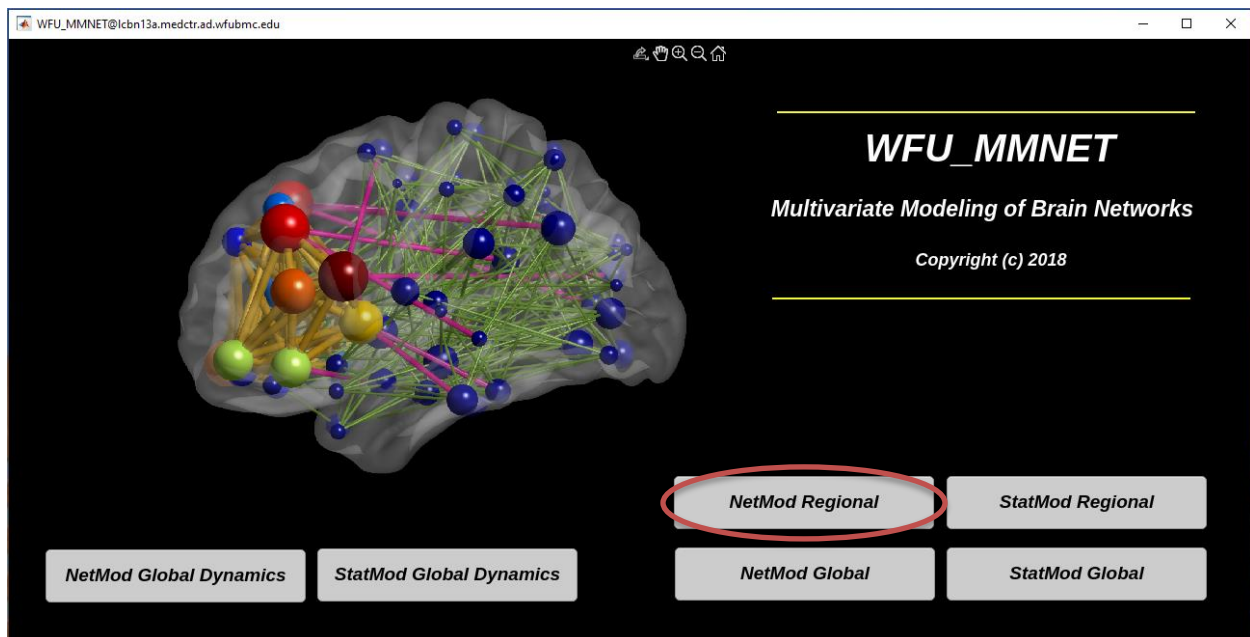 WFU_MMNET@lcbn13a.medctr.ad.wfubmc.edu
WFU_MMNET
Multivariate Modeling of Brain Networks
Copyright (c) 2018
NetMod Regional
StatMod Regional
NetMod Global Dynamics
StatMod Global Dynamics
NetMod Global
StatMod Global